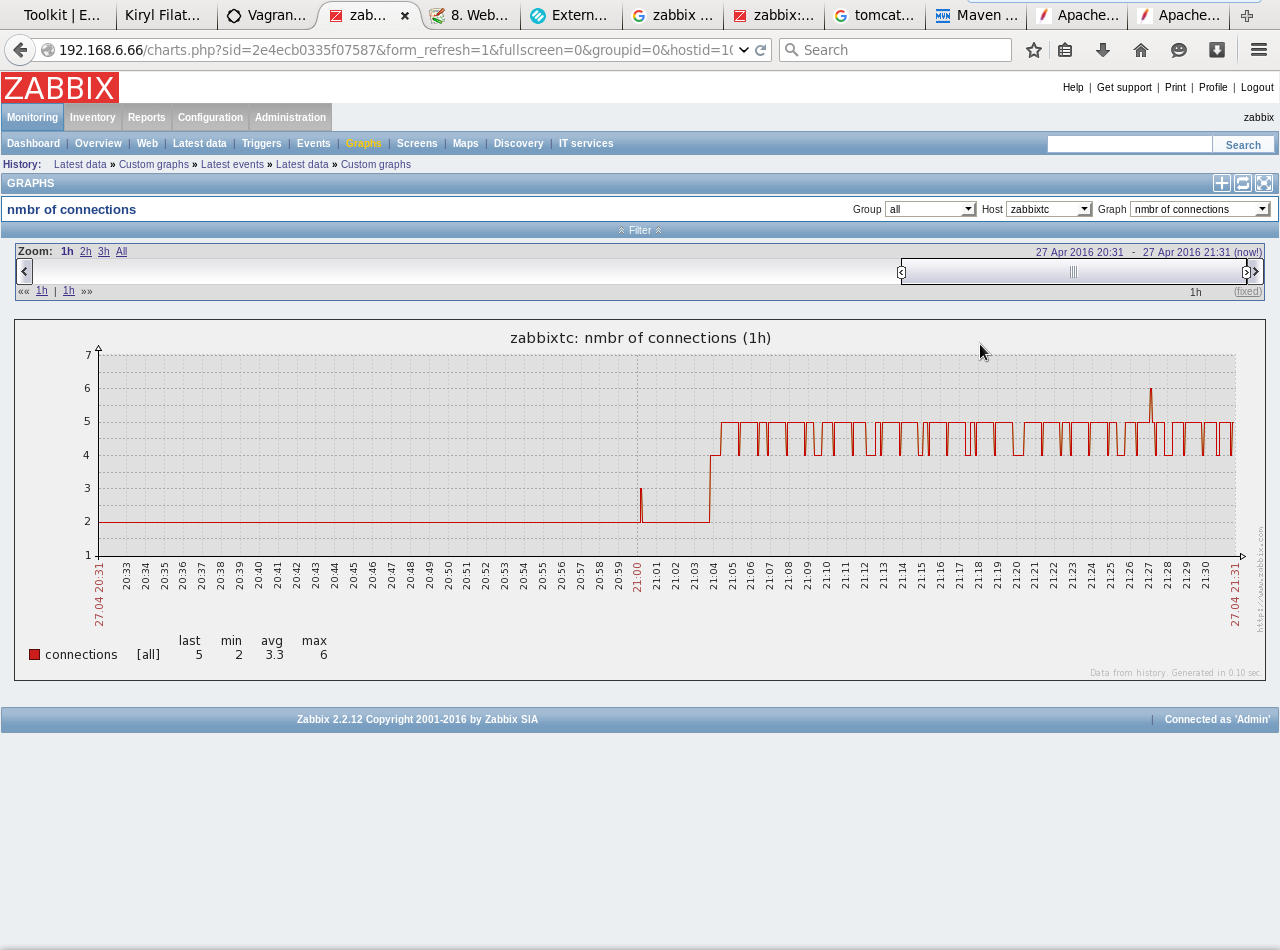 Toolkit | E... Kiryl Filat... Vagran... zab... 8. Web... Extern... zabbix ... zabbix:... tomcat... Maven ... Apache... Apache...
192.168.6.66/charts.php?sid=2e4ecb0335f07587&form_refresh=1&fullscreen=0&groupid=0&hostid=10 Search
ZABBIX Help | Get support | Print | Profile | Logout
Monitoring Inventory Reports Configuration Administration zabbix
Dashboard | Overview | Web | Latest data | Triggers | Events | Graphs | Screens | Maps | Discovery | IT services Search
History: Latest data » Custom graphs » Latest events » Latest data » Custom graphs
GRAPHS
nmbr of connections Group all Host zabbixtc Graph nmbr of connections
Filter
Zoom: 1h 2h 3h All 27 Apr 2016 20:31 - 27 Apr 2016 21:31 (now!)
«« 1h | 1h »» 1h (fixed)
zabbixtc: nmbr of connections (1h)
7
6
5
4
3
2
1
27.04 20:31 20:33 20:34 20:35 20:36 20:37 20:38 20:39 20:40 20:41 20:42 20:43 20:44 20:45 20:46 20:47 20:48 20:49 20:50 20:51 20:52 20:53 20:54 20:55 20:56 20:57 20:58 20:59 21:00 21:01 21:02 21:03 21:04 21:05 21:06 21:07 21:08 21:09 21:10 21:11 21:12 21:13 21:14 21:15 21:16 21:17 21:18 21:19 21:20 21:21 21:22 21:23 21:24 21:25 21:26 21:27 21:28 21:29 21:30 27.04 21:31
http://www.zabbix.com
last min avg max
connections [all] 5 2 3.3 6
Data from history. Generated in 0.10 sec.
Zabbix 2.2.12 Copyright 2001-2016 by Zabbix SIA | Connected as 'Admin'